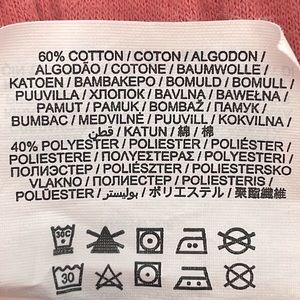 60% COTTON / COTON / ALGODON /
ALGODÃO / COTONE / BAUMWOLLE /
KATOEN / BAMBAKEPO / BOMULD / BOMULL /
PUUVILLA / ХЛОПОК / BAVLNA / BAWEŁNA /
PAMUT / PAMUK / BOMBAŽ / ПАМУК /
BUMBAC / MEDVILNĖ / PUUVILL / KOKVILNA /
قطن / KATUN / 綿 / 棉
40% POLYESTER / POLIESTER / POLIÉSTER /
POLIESTERE / ΠΟΛΥΕΣΤΕΡΑΣ / POLYESTERI /
ПОЛИЭСТЕР / POLIÉSZTER / POLIESTERSKO
VLAKNO / ПОЛИЕСТЕР / POLIESTERIS /
POLÜESTER / بوليستر / ポリエステル / 聚酯纖維
30C
30